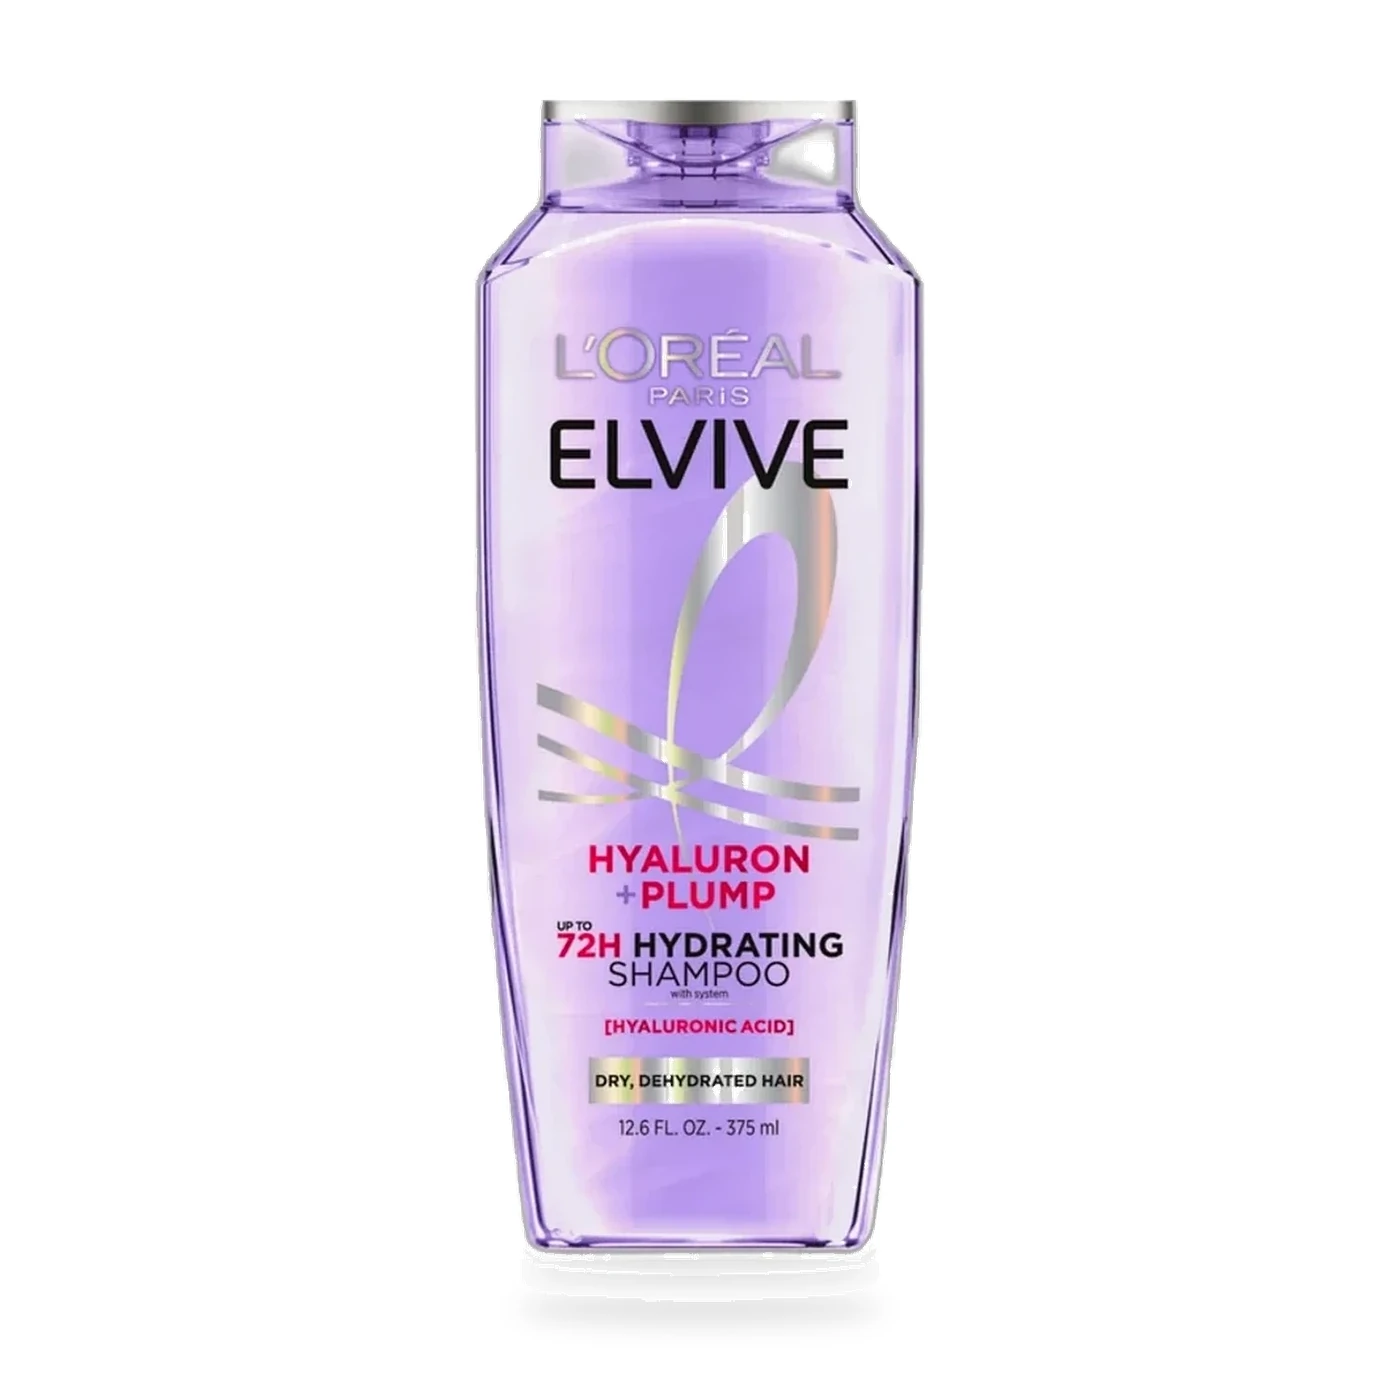 L'ORÉAL
PARIS
ELVIVE
HYALURON
+PLUMP
UP TO
72H HYDRATING
SHAMPOO
with system
[HYALURONIC ACID]
DRY, DEHYDRATED HAIR
12.6 FL. OZ. - 375 ml